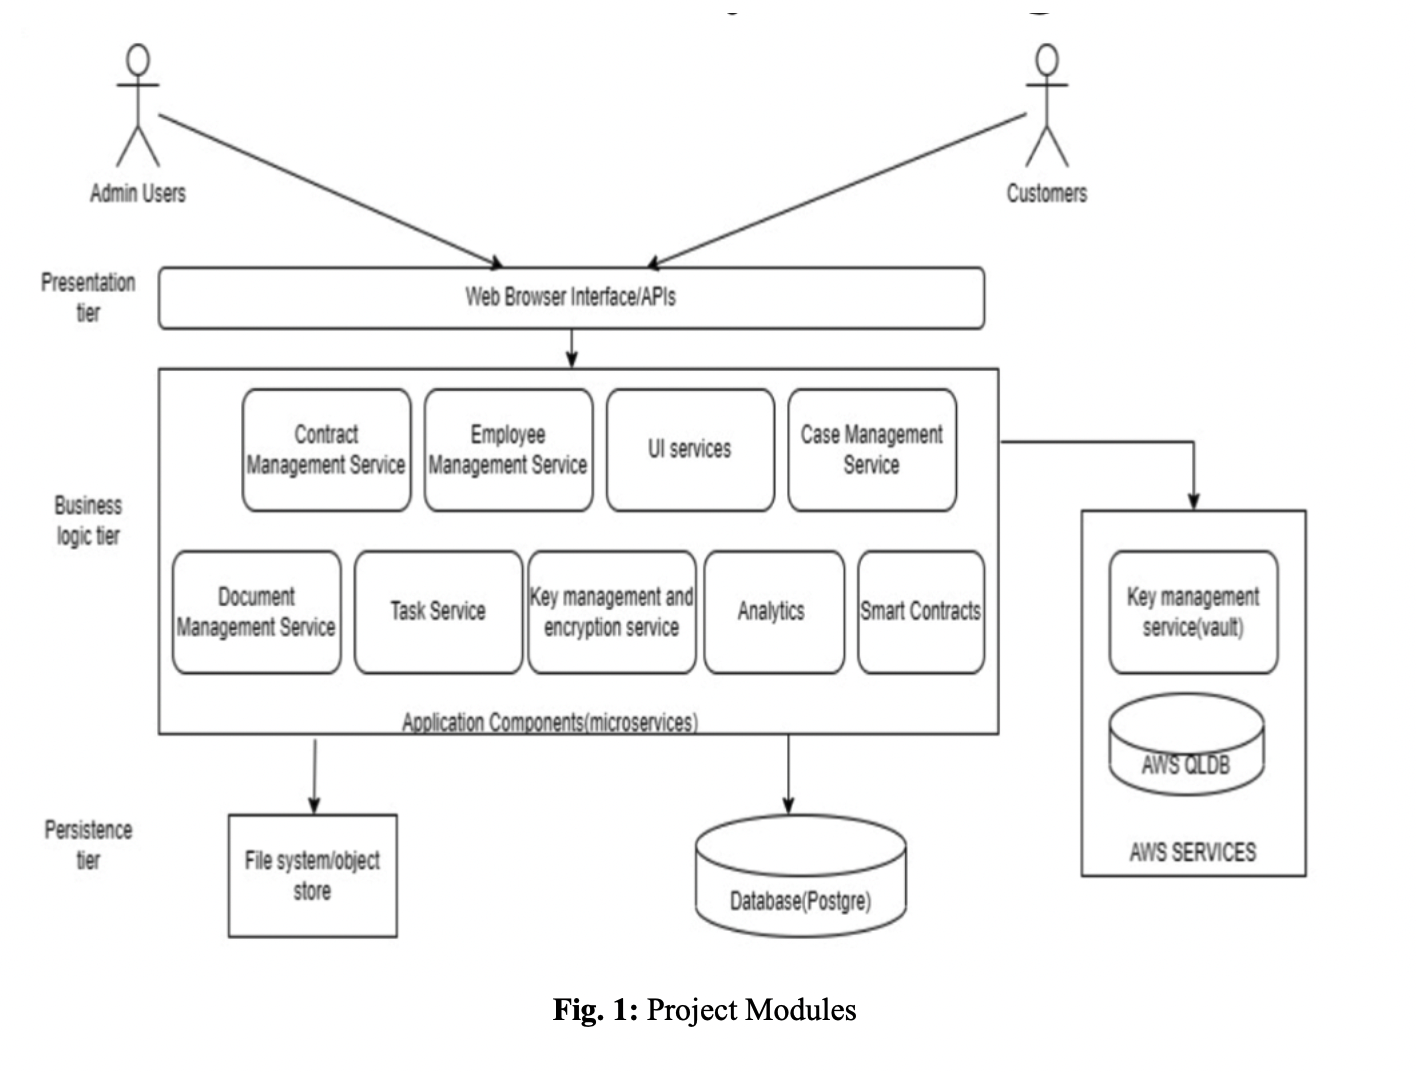 Admin Users
Customers
Presentation
tier
Web Browser Interface/APIs
Contract
Management Service
Employee
Management Service
UI services
Case Management
Service
Business
logic tier
Document
Management Service
Task Service
Key management and
encryption service
Analytics
Smart Contracts
Application Components(microservices)
Key management
service(vault)
AWS QLDB
AWS SERVICES
Persistence
tier
File system/object
store
Database(Postgre)
Fig. 1: Project Modules